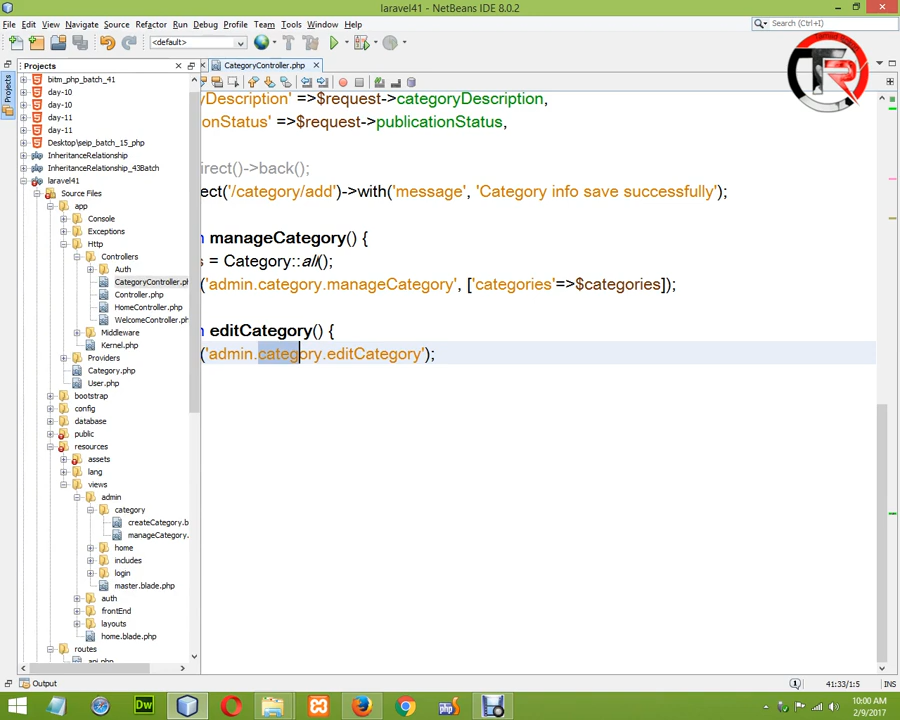 laravel41 - NetBeans IDE 8.0.2
File Edit View Navigate Source Refactor Run Debug Profile Team Tools Window Help
Search (Ctrl+I)
<default>
Projects
CategoryController.php
Projects
bitm_php_batch_41
day-10
day-10
day-11
day-11
Desktop\seip_batch_15_php
InheritanceRelationship
InheritanceRelationship_43Batch
laravel41
Source Files
app
Console
Exceptions
Http
Controllers
Auth
CategoryController.ph
Controller.php
HomeController.php
WelcomeController.ph
Middleware
Kernel.php
Providers
Category.php
User.php
bootstrap
config
database
public
resources
assets
lang
views
admin
category
createCategory.b
manageCategory.
home
includes
login
master.blade.php
auth
frontEnd
layouts
home.blade.php
routes
api.php
yDescription' =>$request->categoryDescription,
onStatus' =>$request->publicationStatus,
irect()->back();
ect('/category/add')->with('message', 'Category info save successfully');
n manageCategory() {
s = Category::all();
('admin.category.manageCategory', ['categories'=>$categories]);
n editCategory() {
('admin.category.editCategory');
Output
41:33/1:5
INS
10:00 AM
2/9/2017